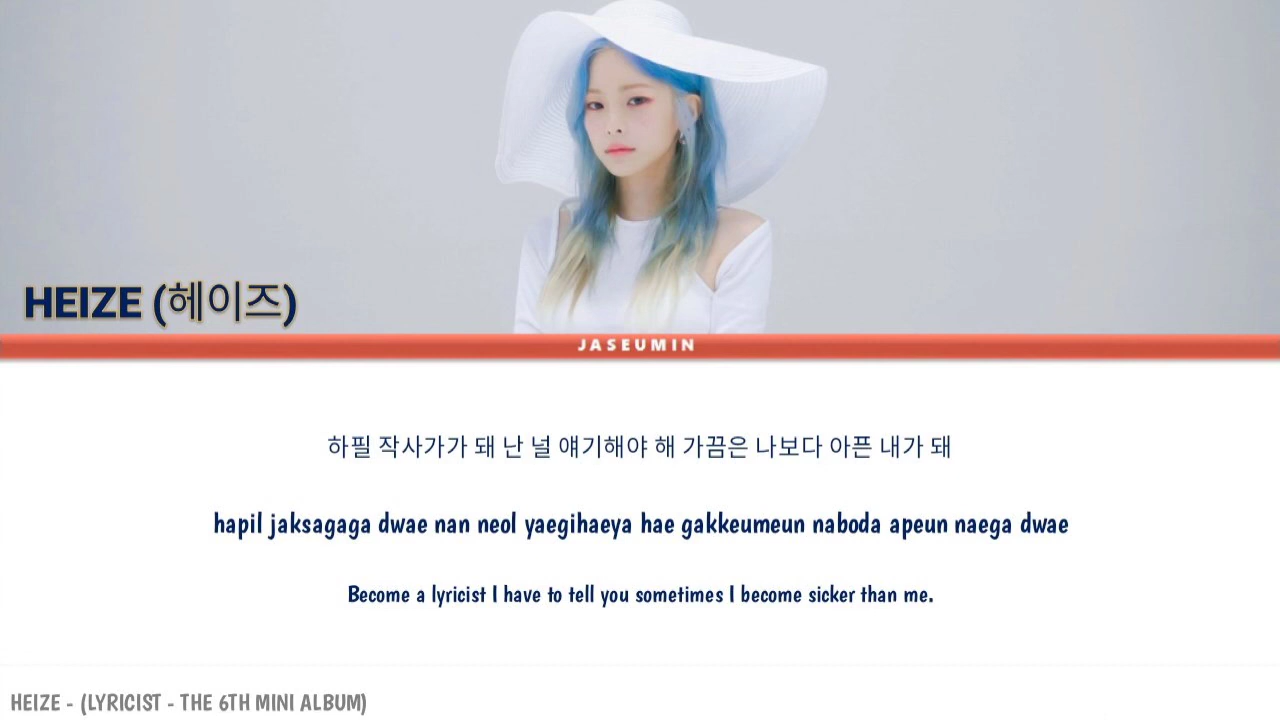 HEIZE (헤이즈)
JASEUMIN
하필 작사가가 돼 난 널 얘기해야 해 가끔은 나보다 아픈 내가 돼
hapil jaksagaga dwae nan neol yaegihaeya hae gakkeumeun naboda apeun naega dwae
Become a lyricist I have to tell you sometimes I become sicker than me.
HEIZE - (LYRICIST - THE 6TH MINI ALBUM)